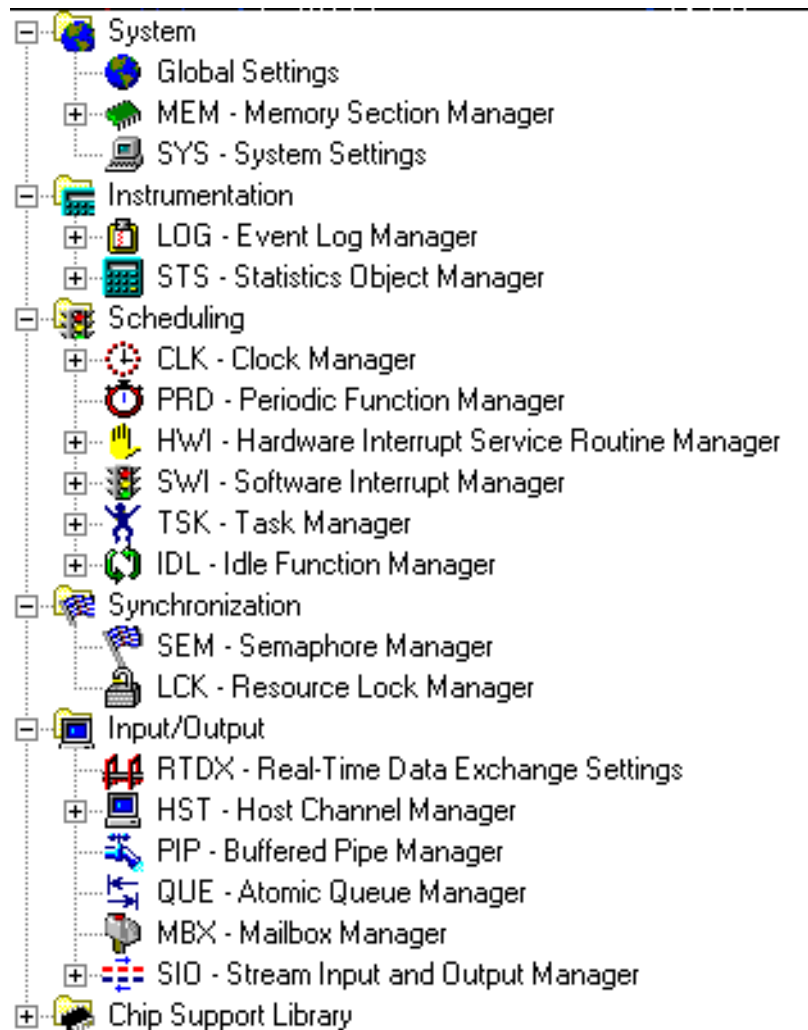 System
Global Settings
MEM - Memory Section Manager
SYS - System Settings
Instrumentation
LOG - Event Log Manager
STS - Statistics Object Manager
Scheduling
CLK - Clock Manager
PRD - Periodic Function Manager
HWI - Hardware Interrupt Service Routine Manager
SWI - Software Interrupt Manager
TSK - Task Manager
IDL - Idle Function Manager
Synchronization
SEM - Semaphore Manager
LCK - Resource Lock Manager
Input/Output
RTDX - Real-Time Data Exchange Settings
HST - Host Channel Manager
PIP - Buffered Pipe Manager
QUE - Atomic Queue Manager
MBX - Mailbox Manager
SIO - Stream Input and Output Manager
Chip Support Library